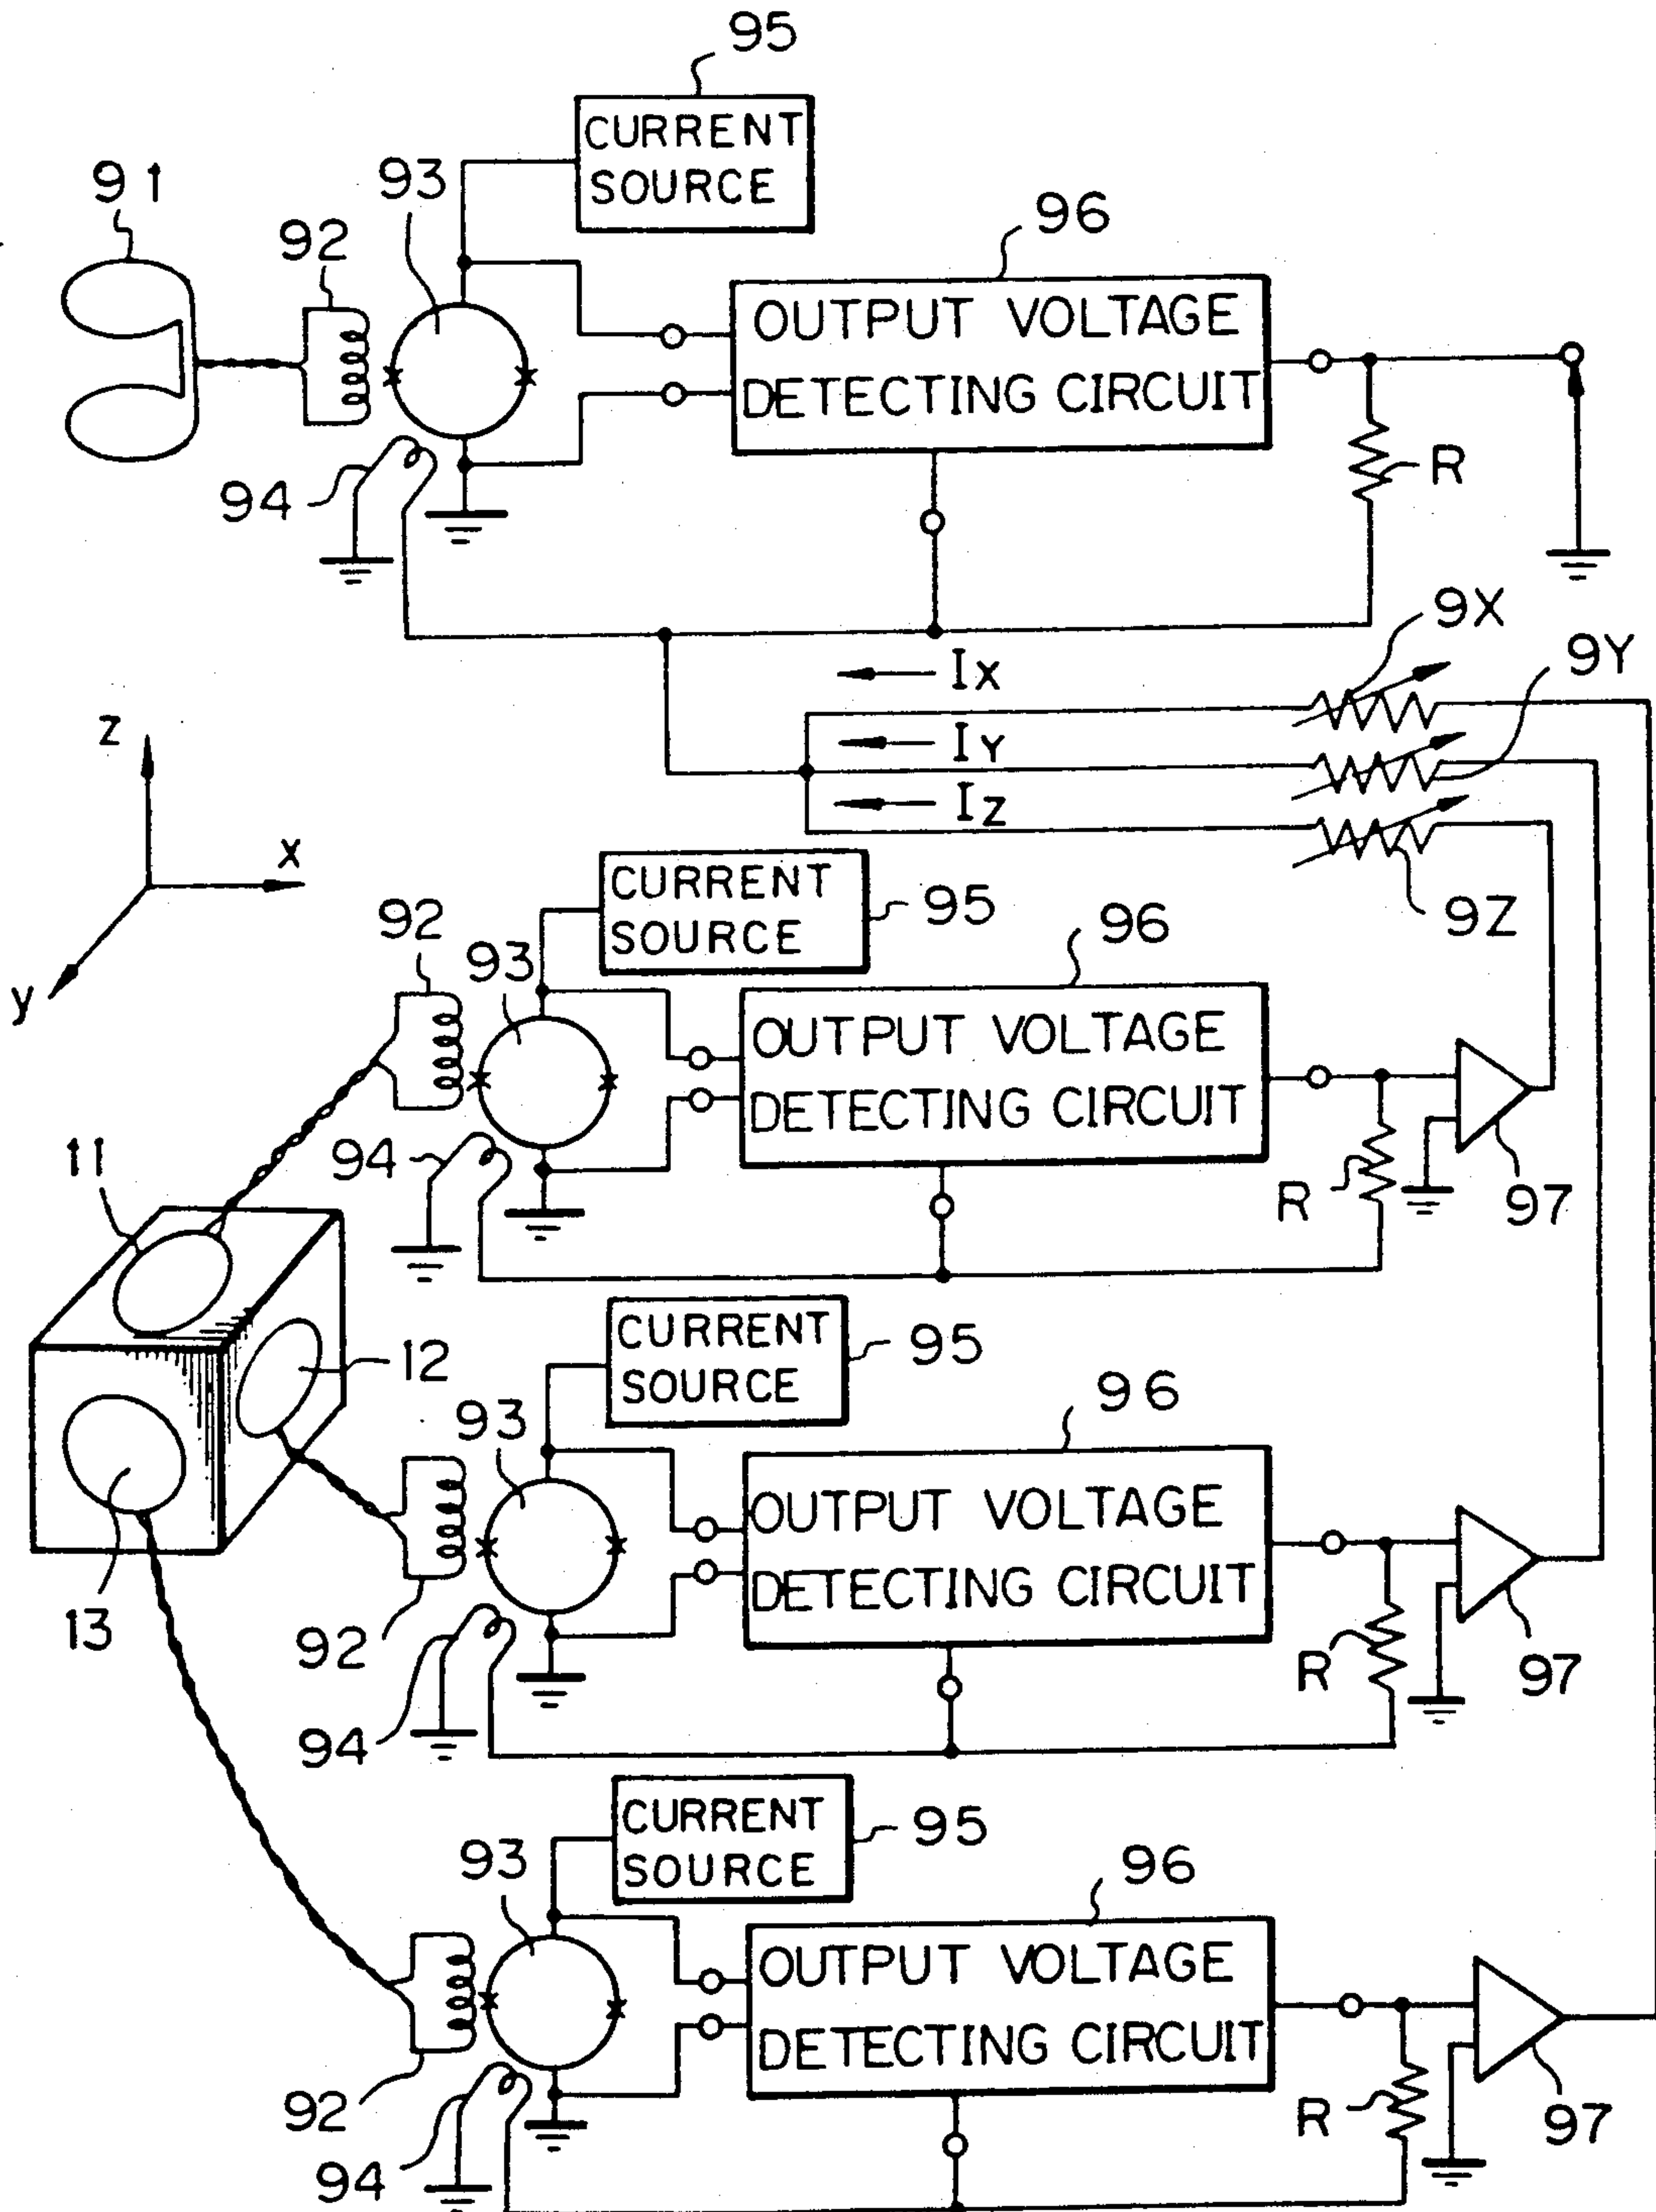 95
CURRENT
SOURCE
91
93
92
96
OUTPUT VOLTAGE
DETECTING CIRCUIT
R
94
9X
IX
9Y
IY
z
IZ
x
CURRENT
SOURCE
95
9Z
92
96
93
y
OUTPUT VOLTAGE
DETECTING CIRCUIT
11
94
R
97
CURRENT
SOURCE
95
12
96
93
OUTPUT VOLTAGE
DETECTING CIRCUIT
13
92
R
97
94
CURRENT
SOURCE
95
93
96
OUTPUT VOLTAGE
DETECTING CIRCUIT
92
R
97
94